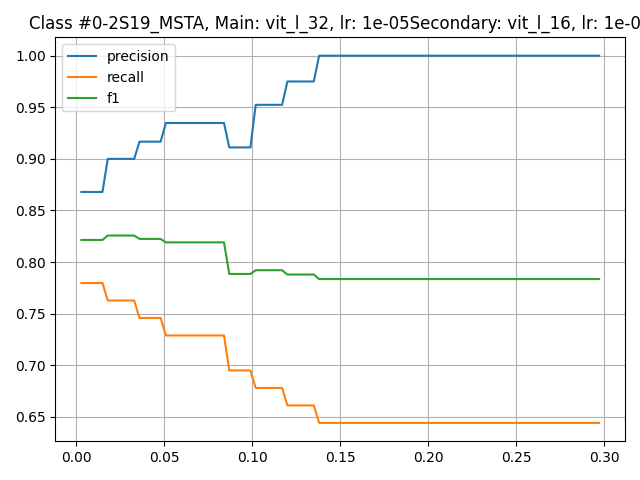 Class #0-2S19_MSTA, Main: vit_l_32, lr: 1e-05Secondary: vit_l_16, lr: 1e-0
precision
recall
f1
1.00
0.95
0.90
0.85
0.80
0.75
0.70
0.65
0.00 0.05 0.10 0.15 0.20 0.25 0.30